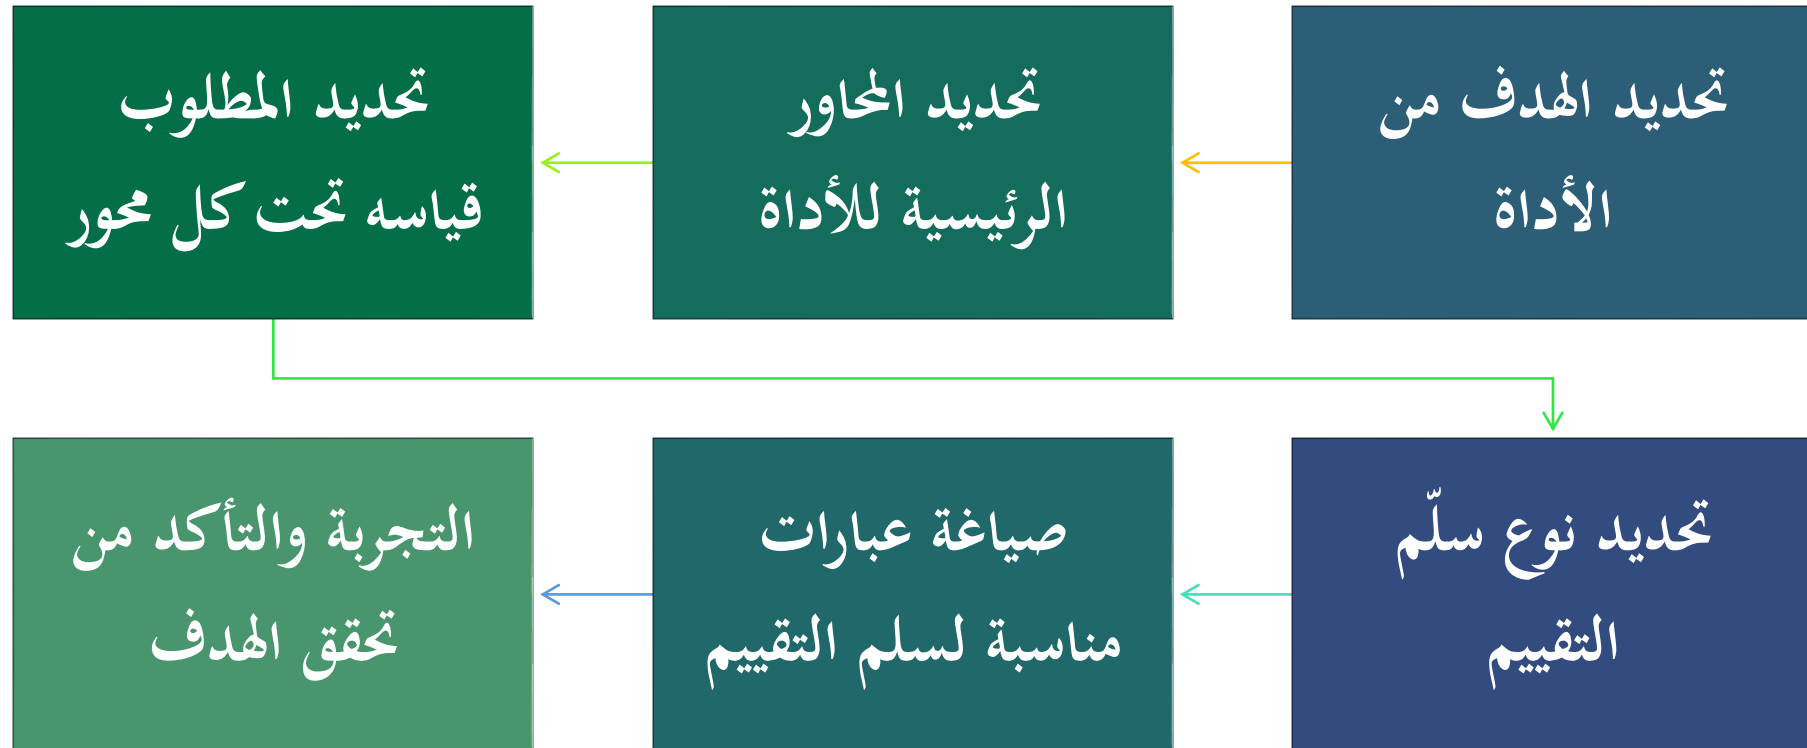 تحديد الهدف من
الأداة
تحديد المحاور
الرئيسية للأداة
تحديد المطلوب
قياسه تحت كل محور
تحديد نوع سلّم
التقييم
صياغة عبارات
مناسبة لسلم التقييم
التجربة والتأكد من
تحقق الهدف